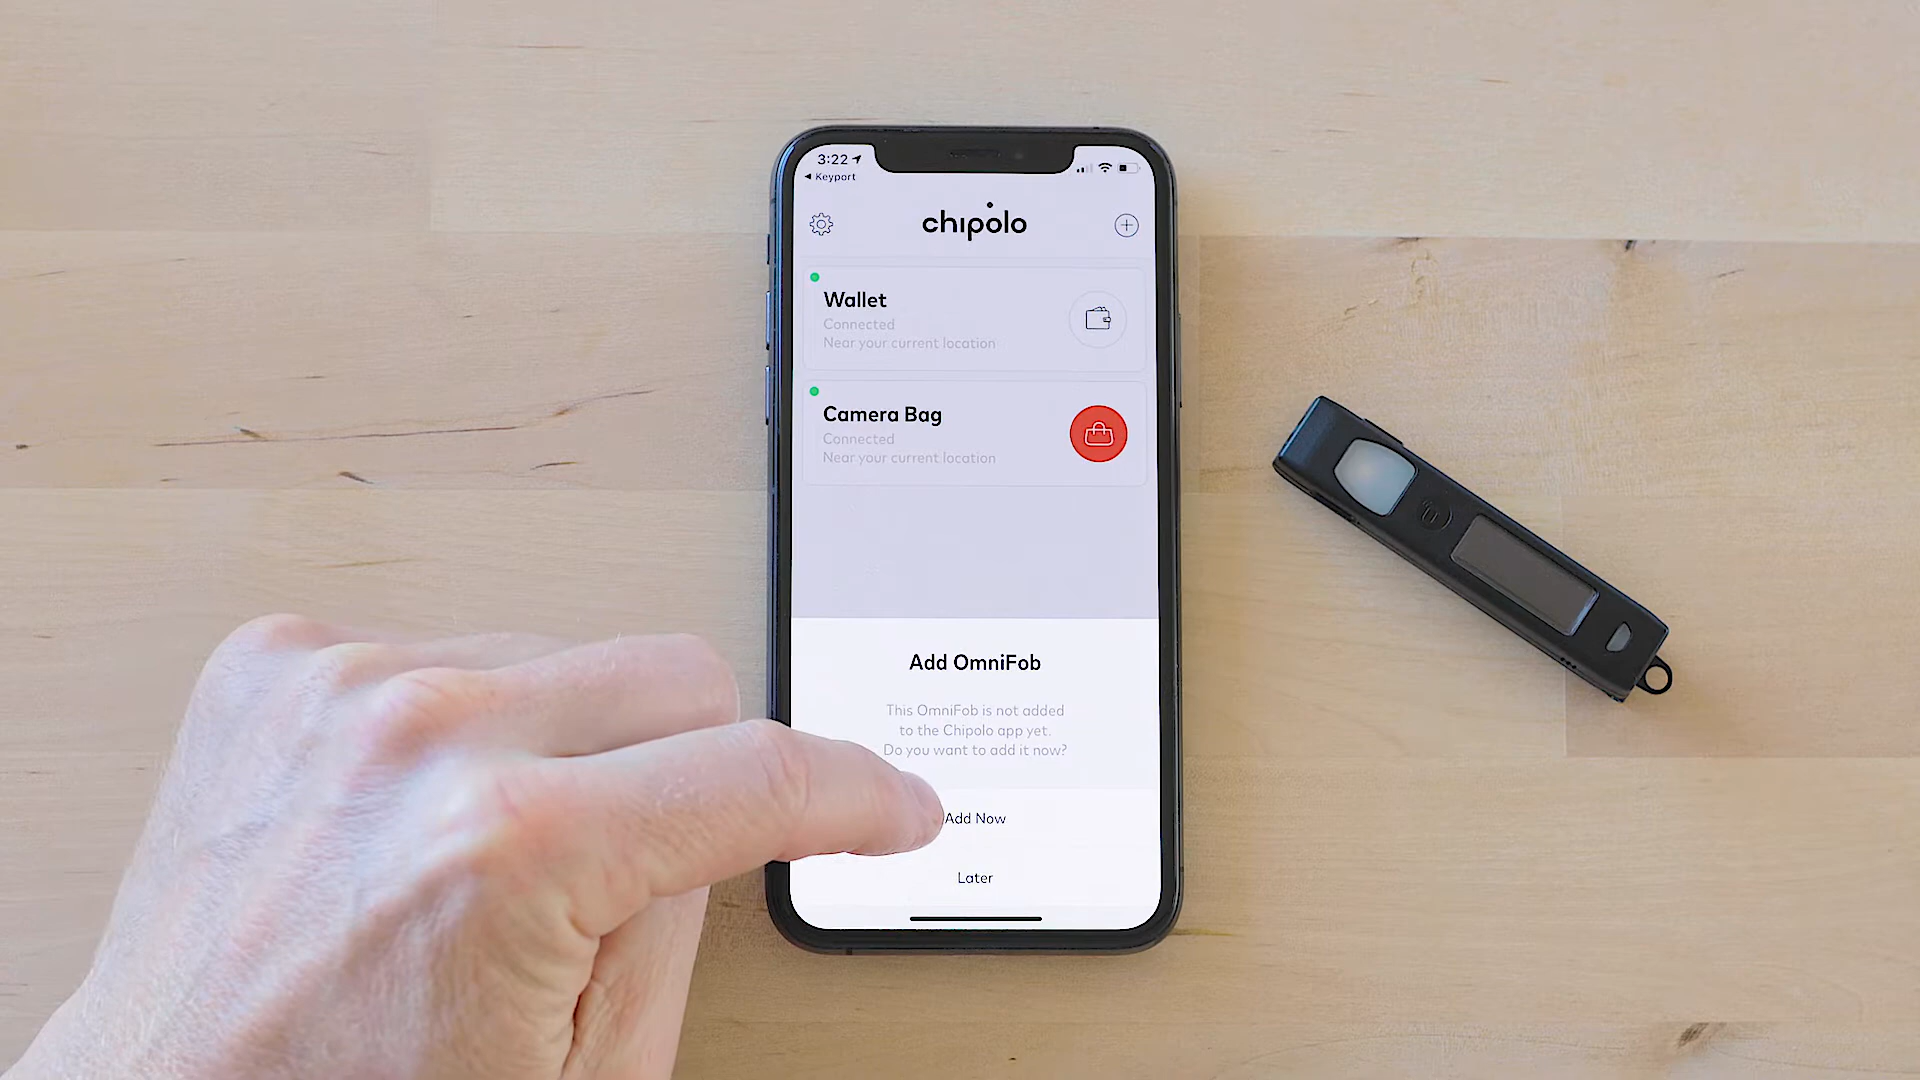 3:22
◀ Keyport
chipolo
Wallet
Connected
Near your current location
Camera Bag
Connected
Near your current location
Add OmniFob
This OmniFob is not added
to the Chipolo app yet.
Do you want to add it now?
Add Now
Later